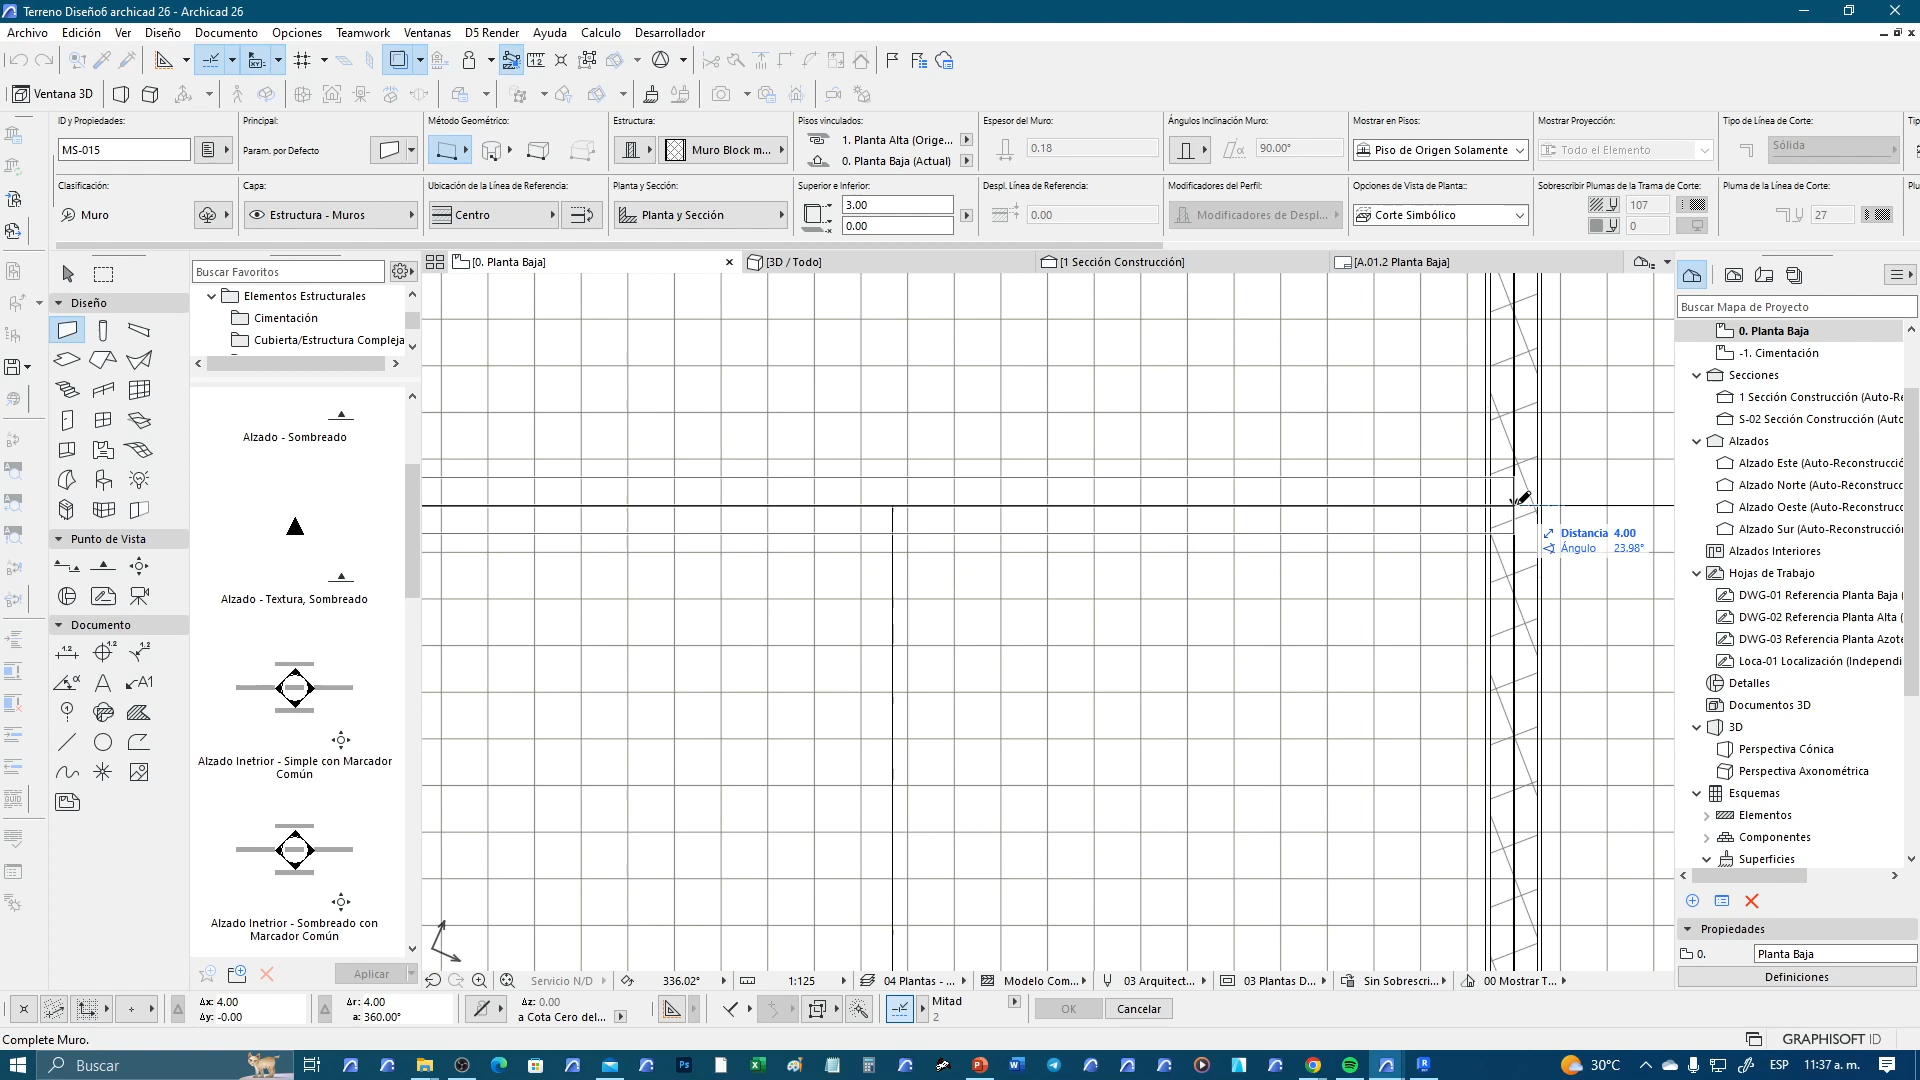 Terreno Diseño6 archicad 26 - Archicad 26
Archivo Edición Ver Diseño Documento Opciones Teamwork Ventanas D5 Render Ayuda Calculo Desarrollador
Ventana 3D
ID y Propiedades:
MS-015
Clasificación:
Muro
Principal:
Param. por Defecto
Capa:
Estructura - Muros
Método Geométrico:
Ubicación de la Línea de Referencia:
Centro
Estructura:
Muro Block m...
Planta y Sección:
Planta y Sección
Pisos vinculados:
1. Planta Alta (Orige...
0. Planta Baja (Actual)
Superior e Inferior:
3.00
0.00
Espesor del Muro:
0.18
Despl. Línea de Referencia:
0.00
Ángulos Inclinación Muro:
90.00°
Modificadores del Perfil:
Modificadores de Despl...
Mostrar en Pisos:
Piso de Origen Solamente
Opciones de Vista de Planta::
Corte Simbólico
Mostrar Proyección:
Todo el Elemento
Sobrescribir Plumas de la Trama de Corte:
107
0
Tipo de Línea de Corte:
Sólida
Pluma de la Línea de Corte:
27
Tip
Plu
Buscar Favoritos
Elementos Estructurales
Cimentación
Cubierta/Estructura Compleja
[0. Planta Baja]
[3D / Todo]
[1 Sección Construcción]
[A.01.2 Planta Baja]
Diseño
Punto de Vista
Documento
Alzado - Sombreado
Alzado - Textura, Sombreado
Alzado Inetrior - Simple con Marcador
Común
Alzado Inetrior - Sombreado con
Marcador Común
Aplicar
Distancia 4.00
Ángulo 23.98°
Buscar Mapa de Proyecto
0. Planta Baja
-1. Cimentación
Secciones
1 Sección Construcción (Auto-Re
S-02 Sección Construcción (Auto
Alzados
Alzado Este (Auto-Reconstrucció
Alzado Norte (Auto-Reconstrucc
Alzado Oeste (Auto-Reconstrucc
Alzado Sur (Auto-Reconstrucció
Alzados Interiores
Hojas de Trabajo
DWG-01 Referencia Planta Baja (
DWG-02 Referencia Planta Alta (
DWG-03 Referencia Planta Azote
Loca-01 Localización (Independi
Detalles
Documentos 3D
3D
Perspectiva Cónica
Perspectiva Axonométrica
Esquemas
Elementos
Componentes
Superficies
Propiedades
0. Planta Baja
Definiciones
Servicio N/D
336.02°
1:125
04 Plantas - ...
Modelo Com...
03 Arquitect...
03 Plantas D...
Sin Sobrescri...
00 Mostrar T...
Δx: 4.00
Δy: -0.00
Δr: 4.00
a: 360.00°
Δz: 0.00
a Cota Cero del...
Mitad
2
OK
Cancelar
Complete Muro.
GRAPHISOFT ID
Buscar
30°C
ESP
11:37 a. m.